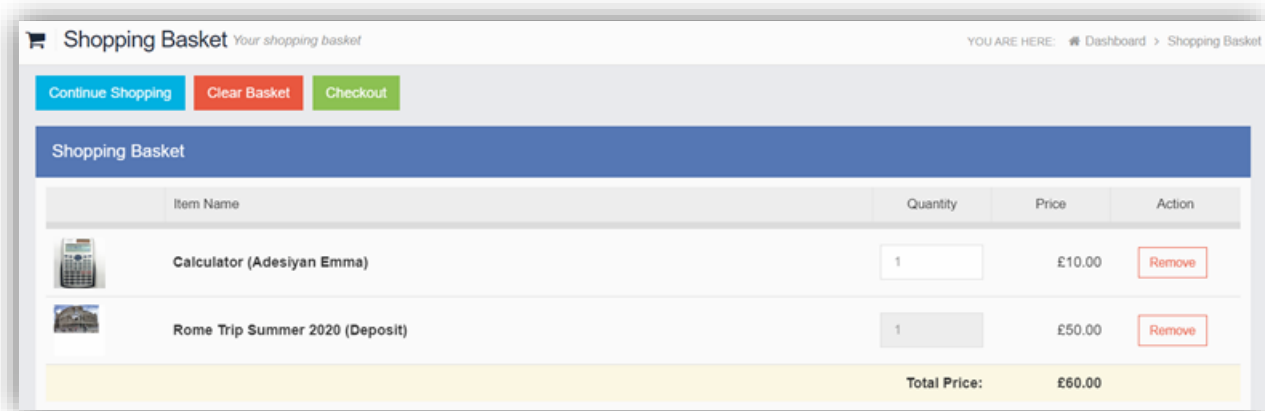 Shopping Basket Your shopping basket
YOU ARE HERE: Dashboard > Shopping Basket
Continue Shopping Clear Basket Checkout
Shopping Basket
Item Name Quantity Price Action
Calculator (Adesiyan Emma) 1 £10.00 Remove
Rome Trip Summer 2020 (Deposit) 1 £50.00 Remove
Total Price: £60.00